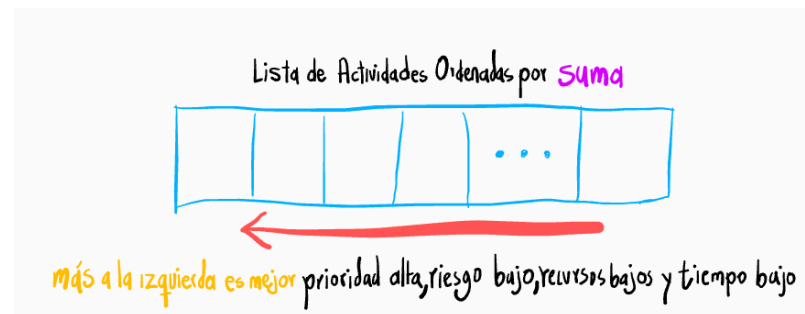 Lista de Actividades Ordenadas por suma
...
más a la izquierda es mejor prioridad alta, riesgo bajo, recursos bajos y tiempo bajo